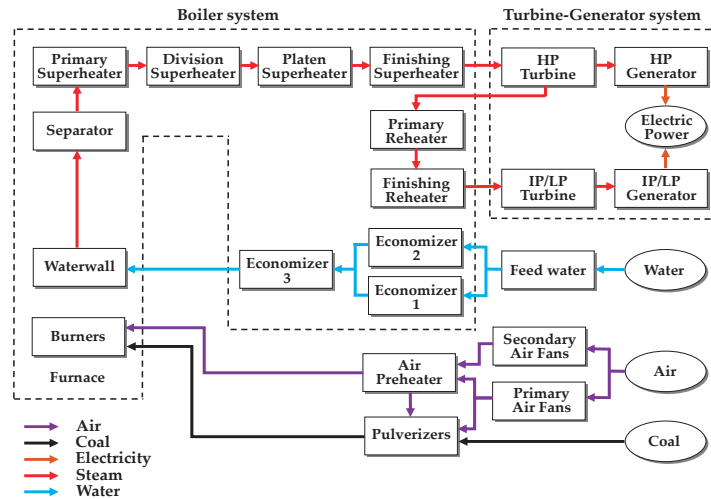 Boiler system
Turbine-Generator system
Primary
Superheater
Division
Superheater
Platen
Superheater
Finishing
Superheater
HP
Turbine
HP
Generator
Separator
Primary
Reheater
Electric
Power
Finishing
Reheater
IP/LP
Turbine
IP/LP
Generator
Waterwall
Economizer
3
Economizer
2
Economizer
1
Feed water
Water
Burners
Furnace
Air
Preheater
Secondary
Air Fans
Primary
Air Fans
Air
Pulverizers
Coal
Air
Coal
Electricity
Steam
Water